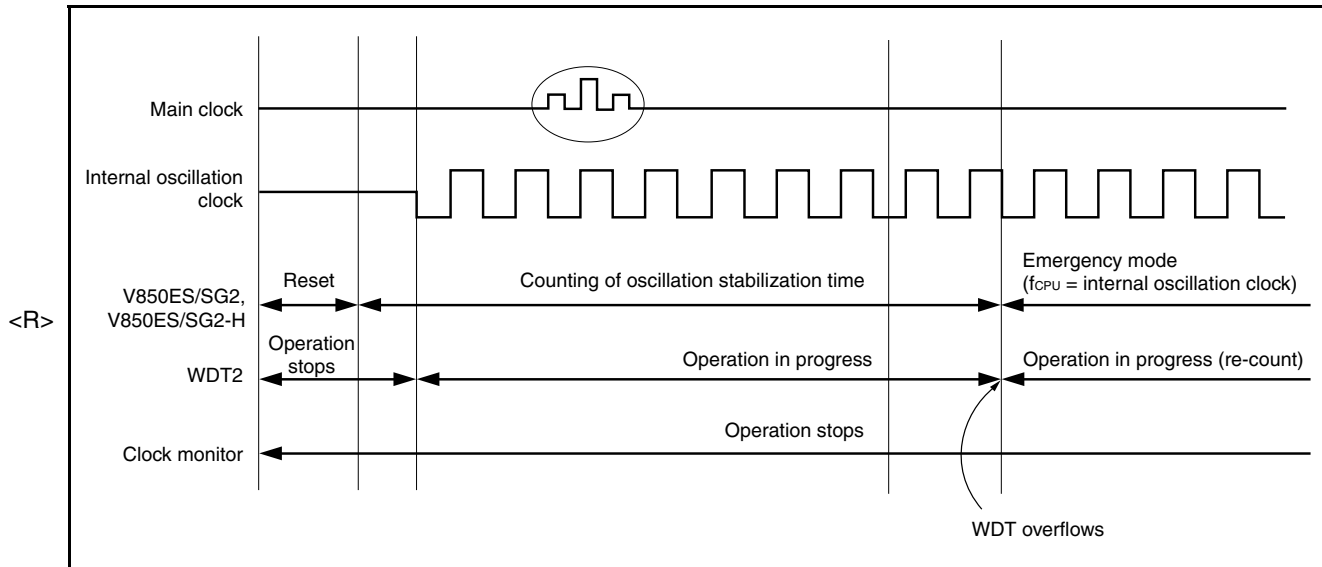 Main clock
Internal oscillation
clock
Reset
Counting of oscillation stabilization time
Emergency mode
(fCPU = internal oscillation clock)
V850ES/SG2,
V850ES/SG2-H
<R>
Operation
stops
WDT2
Operation in progress
Operation in progress (re-count)
Operation stops
Clock monitor
WDT overflows